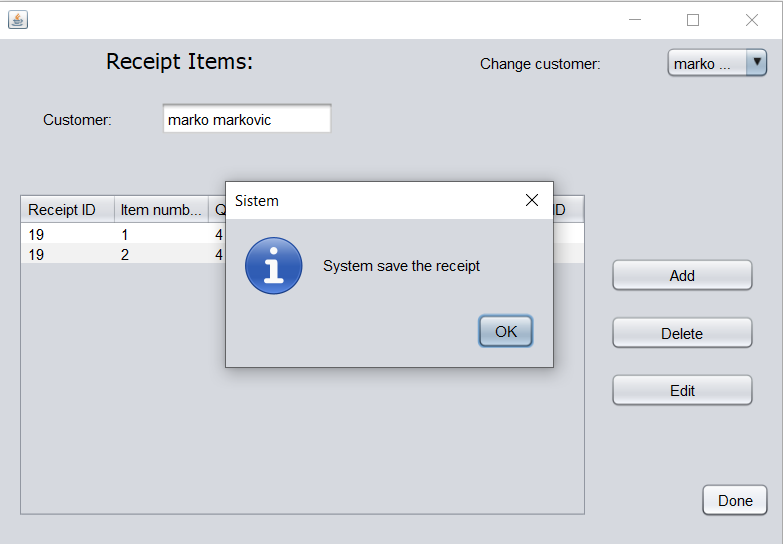 Receipt Items:
Change customer:
marko ...
Customer:
marko markovic
Sistem
Receipt ID
Item numb...
Q
ID
19
1
4
19
2
4
System save the receipt
OK
Add
Delete
Edit
Done